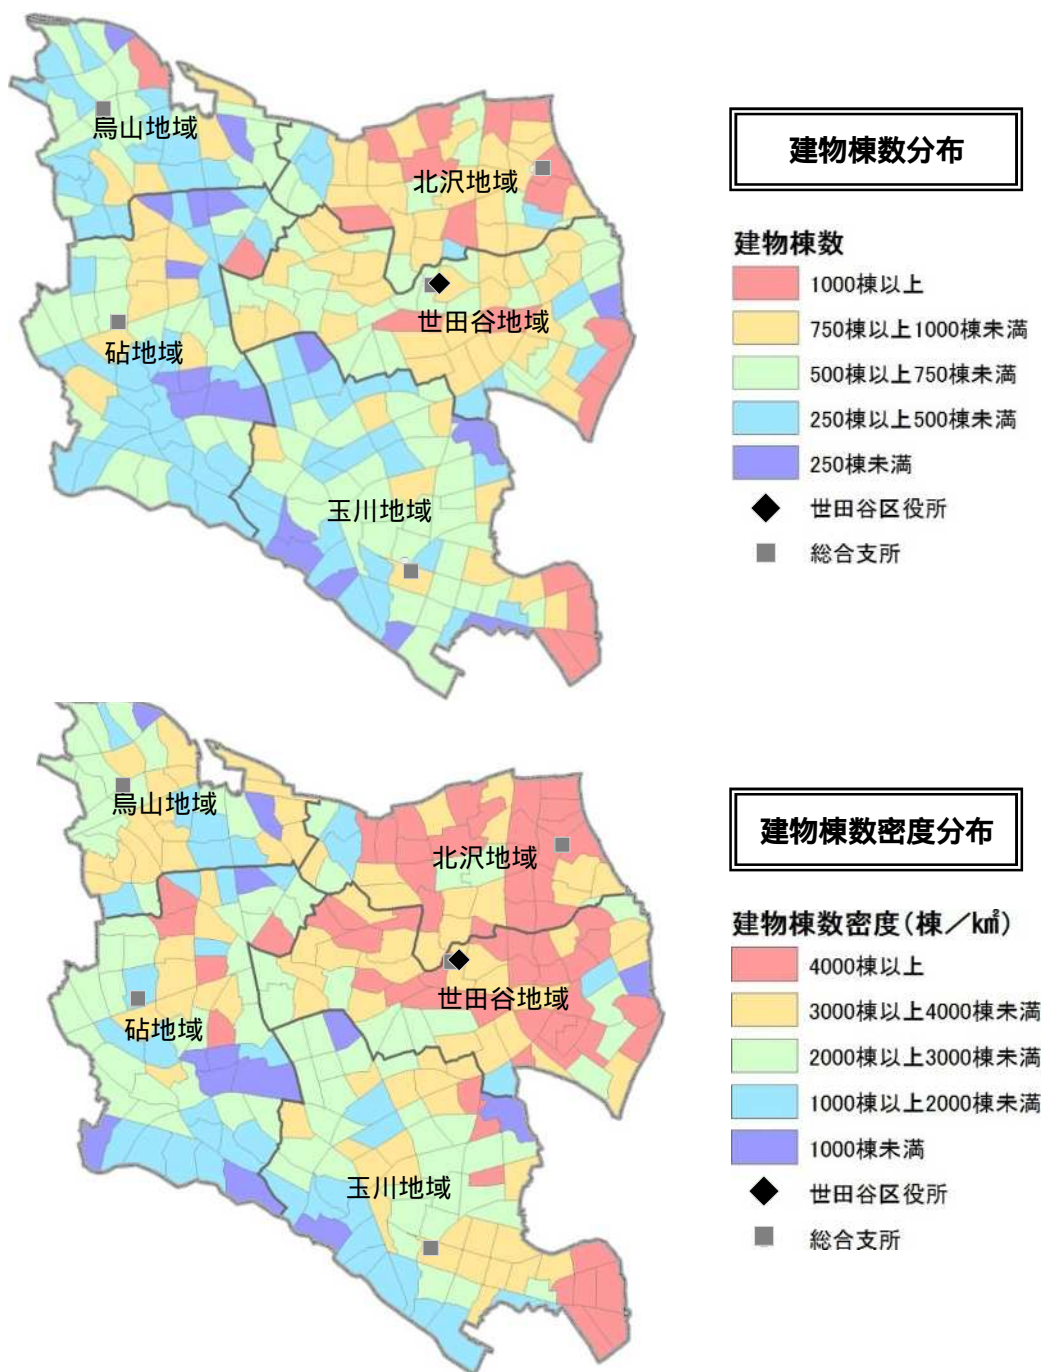 建物棟数分布
烏山地域
北沢地域
世田谷地域
砧地域
玉川地域
建物棟数
1000棟以上
750棟以上1000棟未満
500棟以上750棟未満
250棟以上500棟未満
250棟未満
世田谷区役所
総合支所
建物棟数密度分布
烏山地域
北沢地域
世田谷地域
砧地域
玉川地域
建物棟数密度(棟/㎢)
4000棟以上
3000棟以上4000棟未満
2000棟以上3000棟未満
1000棟以上2000棟未満
1000棟未満
世田谷区役所
総合支所